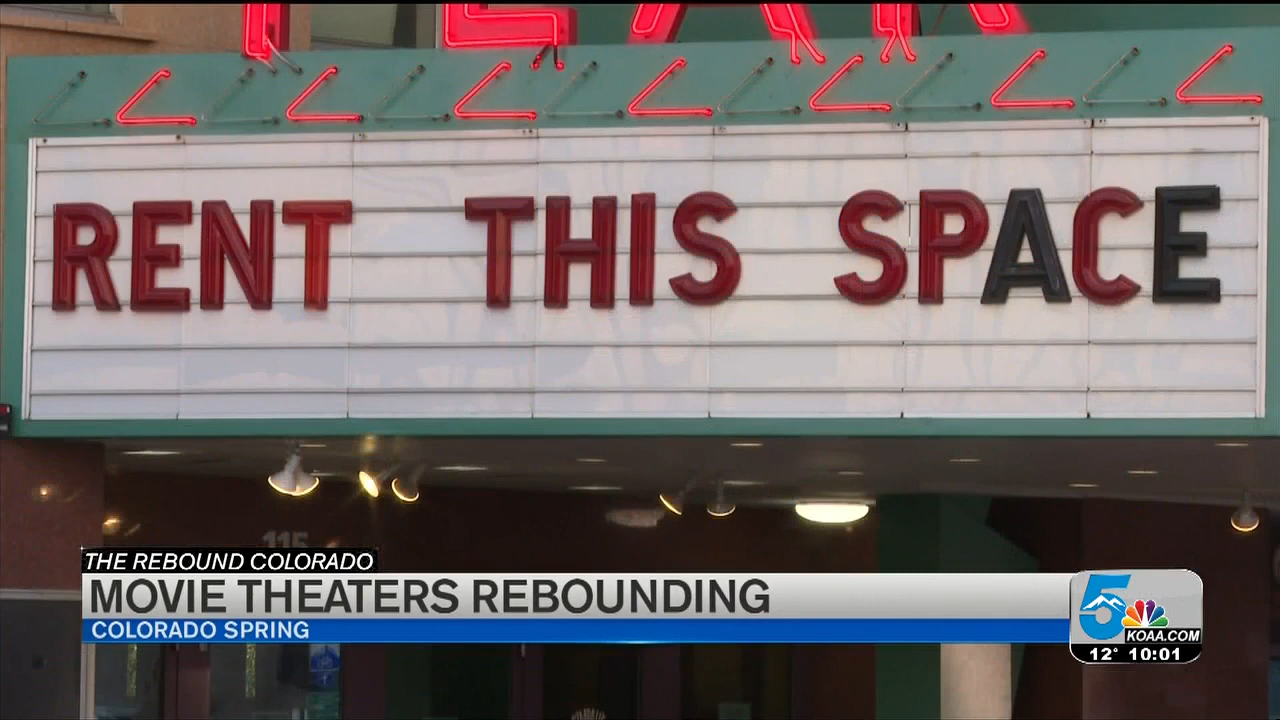 RENT THIS SPACE
115
THE REBOUND COLORADO
MOVIE THEATERS REBOUNDING
COLORADO SPRING
5
KOAA.COM
12° 10:01